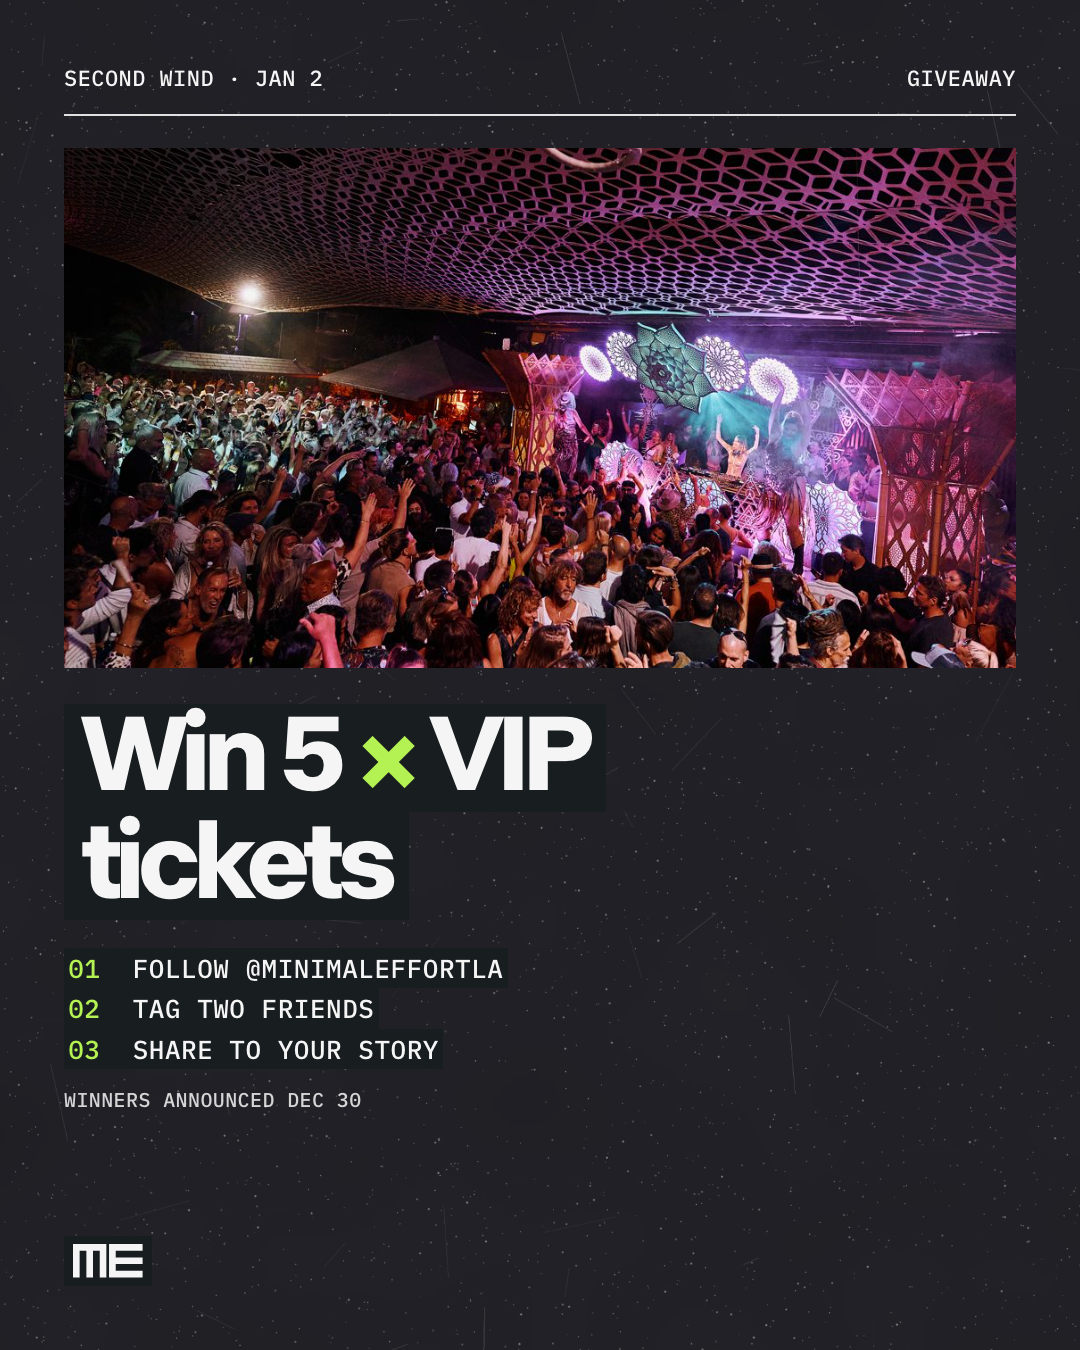 SECOND WIND · JAN 2
GIVEAWAY
Win 5 × VIP
tickets
01 FOLLOW @MINIMALEFFORTLA
02 TAG TWO FRIENDS
03 SHARE TO YOUR STORY
WINNERS ANNOUNCED DEC 30
ME